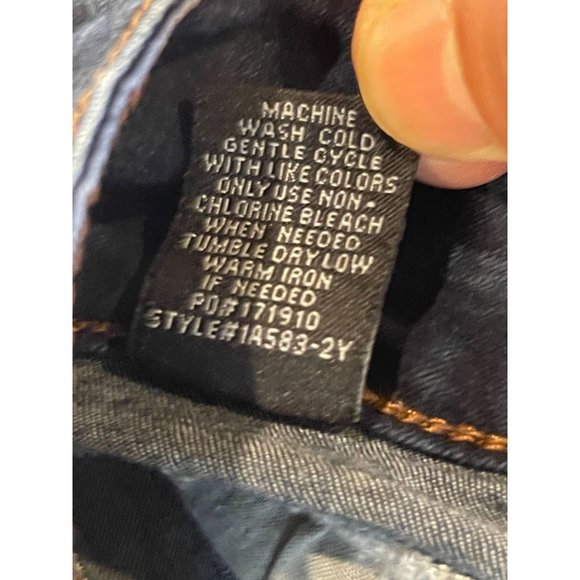 MACHINE
WASH COLD
GENTLE CYCLE
WITH LIKE COLORS
ONLY USE NON-
CHLORINE BLEACH
WHEN NEEDED
TUMBLE DRY LOW
WARM IRON
IF NEEDED
PO#171910
STYLE#1A583-2Y